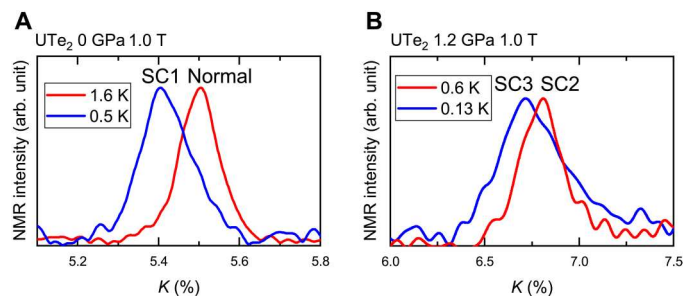 A
UTe₂ 0 GPa 1.0 T
NMR intensity (arb. unit)
SC1 Normal
1.6 K
0.5 K
5.2 5.4 5.6 5.8
K (%)
B
UTe₂ 1.2 GPa 1.0 T
NMR intensity (arb. unit)
SC3 SC2
0.6 K
0.13 K
6.0 6.5 7.0 7.5
K (%)